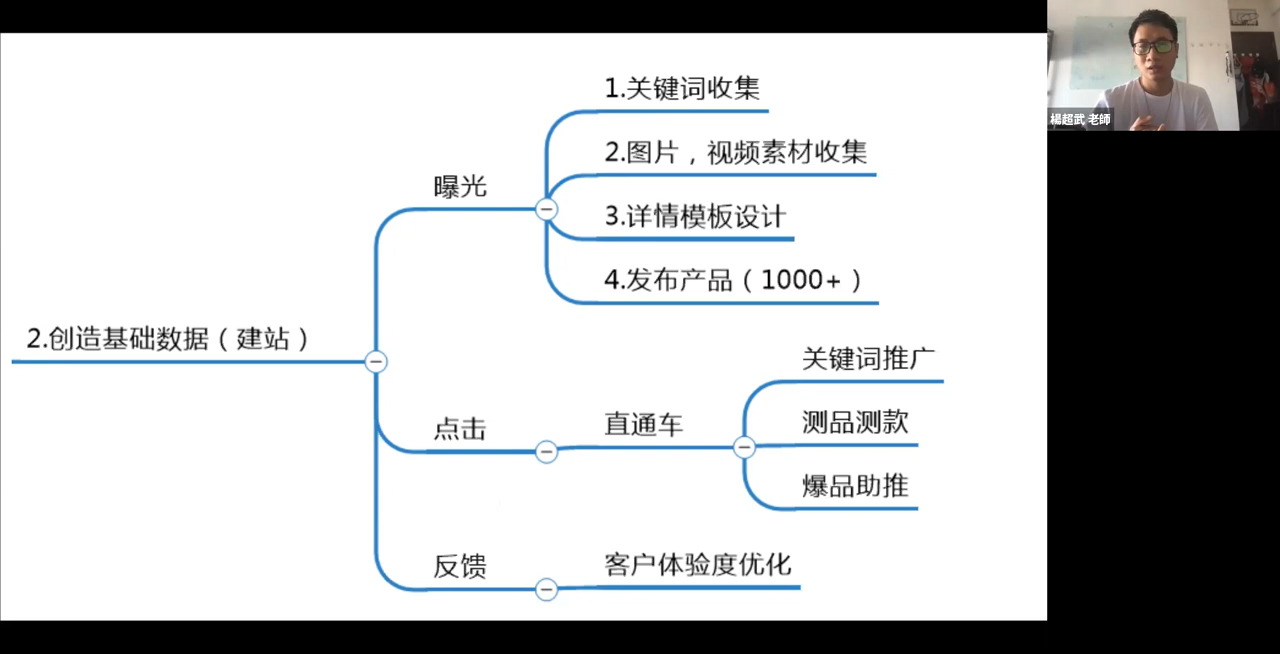 1.关键词收集
2.图片，视频素材收集
曝光
3.详情模板设计
4.发布产品（1000+）
2.创造基础数据（建站）
关键词推广
点击
直通车
测品测款
爆品助推
反馈
客户体验度优化
楊超武 老師